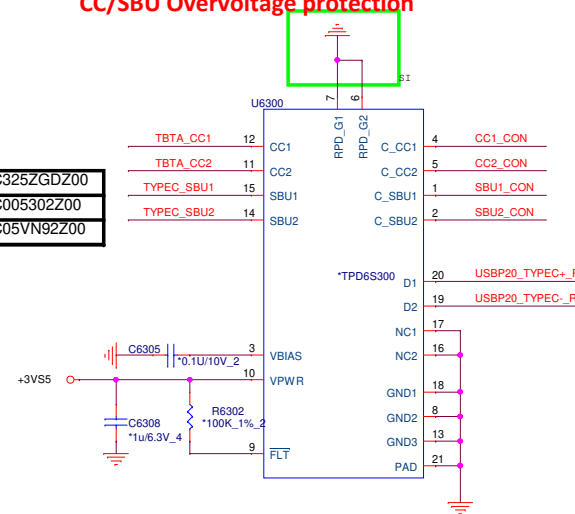 CC/SBU Overvoltage protection
SI
U6300
7
6
RPD_G1
RPD_G2
TBTA_CC1 12 CC1 C_CC1 4 CC1_CON
TBTA_CC2 11 CC2 C_CC2 5 CC2_CON
TYPEC_SBU1 15 SBU1 C_SBU1 1 SBU1_CON
TYPEC_SBU2 14 SBU2 C_SBU2 2 SBU2_CON
C325ZGDZ00
C005302Z00
C05VN92Z00
*TPD6S300
D1 20 USBP20_TYPEC+_R
D2 19 USBP20_TYPEC-_R
NC1 17
NC2 16
C6305
*0.1U/10V_2
3 VBIAS
+3VS5
10 VPWR
GND1 18
GND2 8
GND3 13
PAD 21
C6308
*1u/6.3V_4
R6302
*100K_1%_2
9 FLT